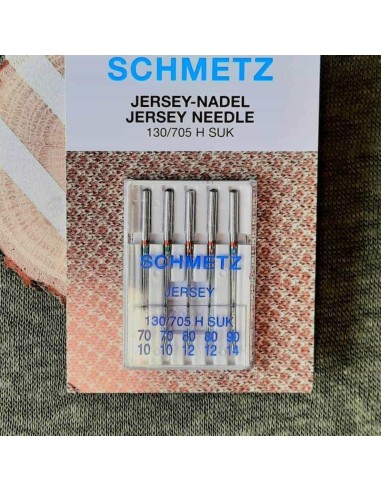 SCHMETZ
JERSEY-NADEL
JERSEY NEEDLE
130/705 H SUK
SCHMETZ
JERSEY
130/705 H SUK
70 70 80 80 90
10 10 12 12 14